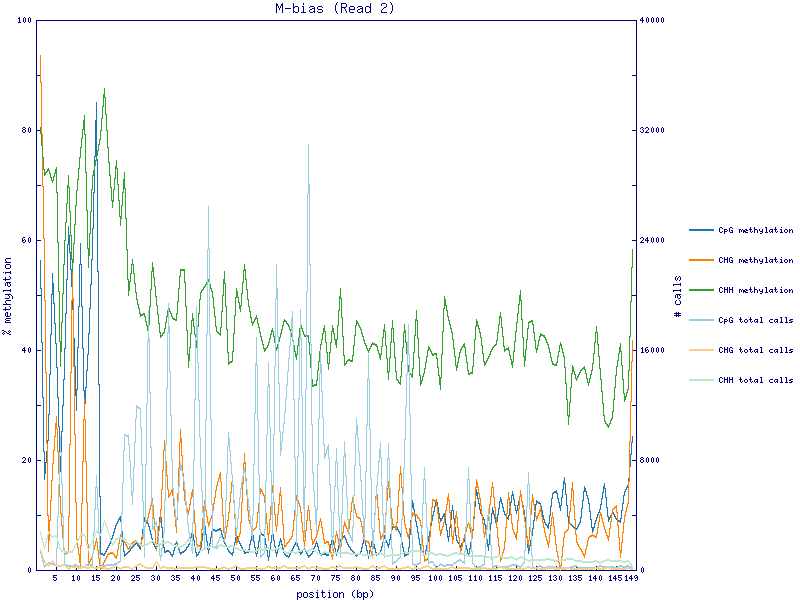 M-bias (Read 2)
100
40000
80
32000
60
24000
40
16000
20
8000
0
0
% methylation
# calls
CpG methylation
CHG methylation
CHH methylation
CpG total calls
CHG total calls
CHH total calls
5 10 15 20 25 30 35 40 45 50 55 60 65 70 75 80 85 90 95 100 105 110 115 120 125 130 135 140 145 149
position (bp)